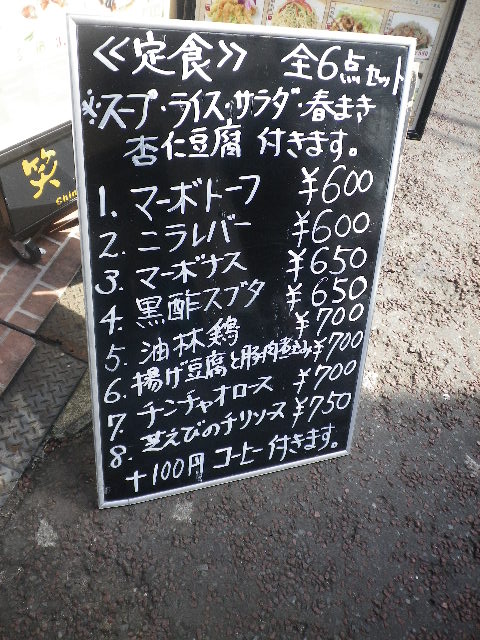 ≪定食≫ 全6点セット
※スープ・ライス・サラダ・春まき
杏仁豆腐 付きます。
1. マーボトーフ ¥600
2. ニラレバー ¥600
3. マーボナス ¥650
4. 黒酢スブタ ¥650
5. 油林鶏 ¥700
6. 揚げ豆腐と豚肉煮込み ¥700
7. チンチャオロース ¥700
8. 芝えびのチリソース ¥750
+100円 コーヒー付きます。
笑